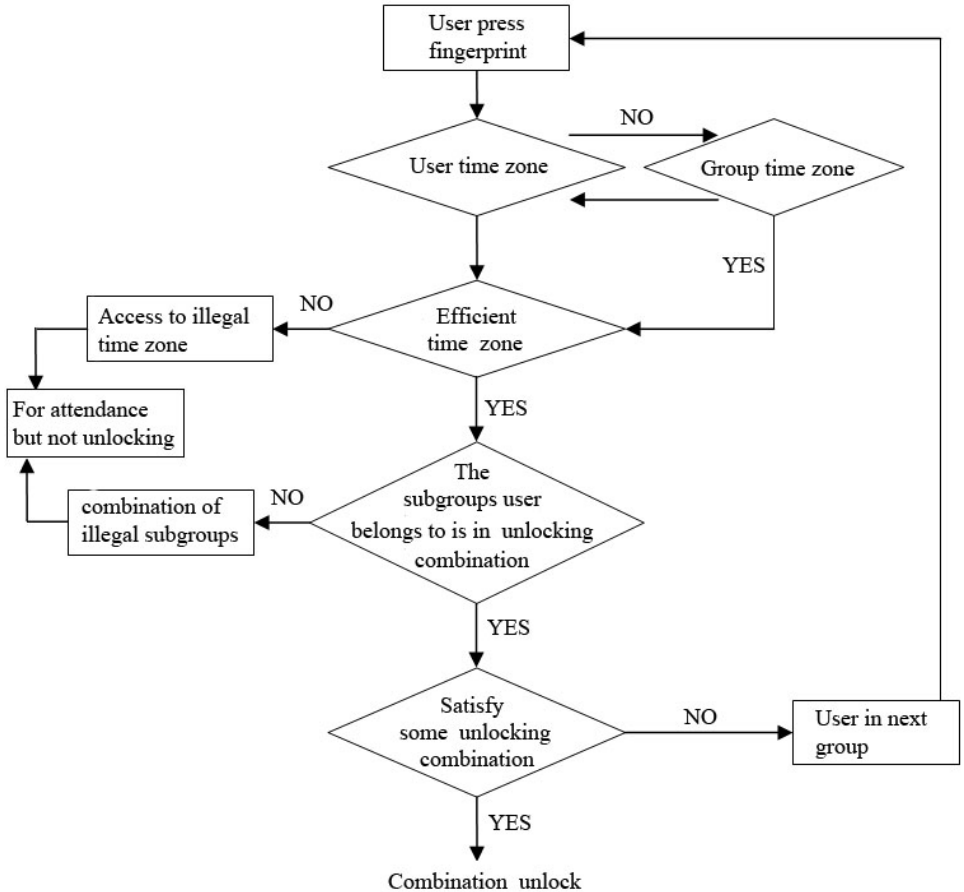 User press
fingerprint
NO
User time zone
Group time zone
YES
Efficient
time zone
NO
Access to illegal
time zone
For attendance
but not unlocking
YES
The
subgroups user
belongs to is in unlocking
combination
NO
combination of
illegal subgroups
YES
Satisfy
some unlocking
combination
NO
User in next
group
YES
Combination unlock